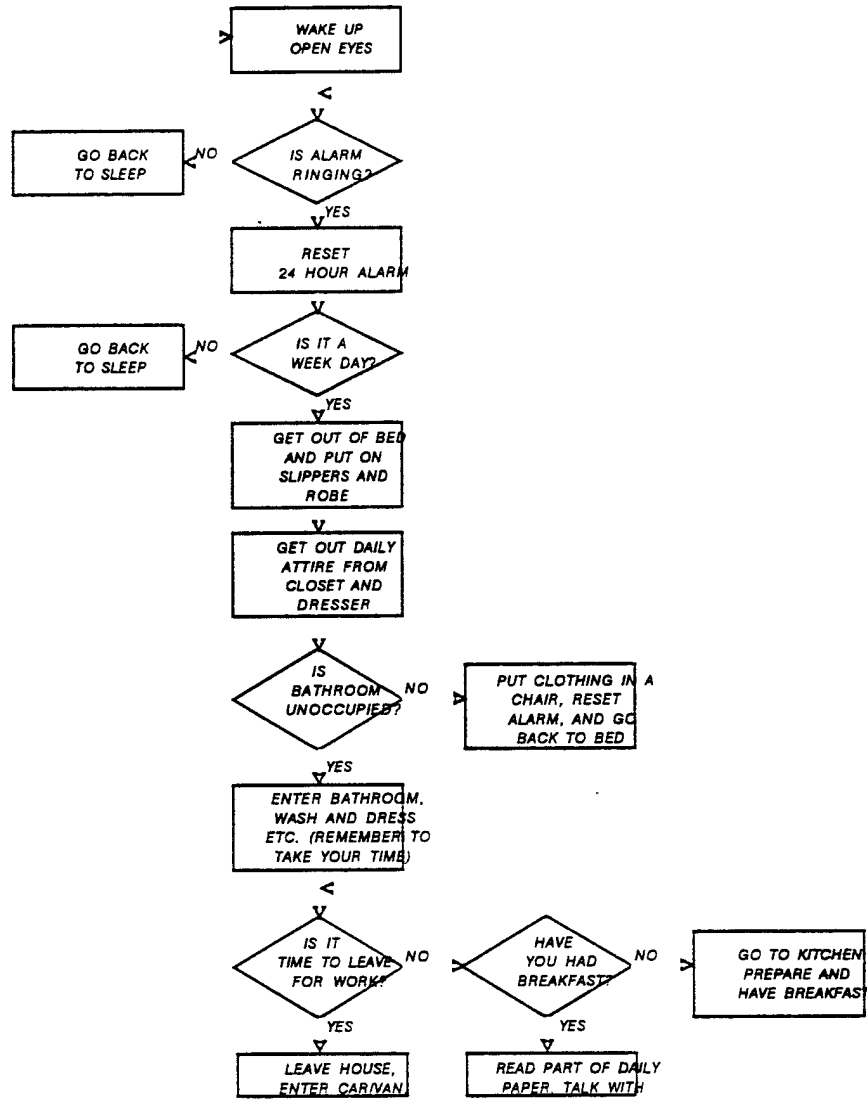 WAKE UP
OPEN EYES
IS ALARM
RINGING?
NO
GO BACK
TO SLEEP
YES
RESET
24 HOUR ALARM
IS IT A
WEEK DAY?
NO
GO BACK
TO SLEEP
YES
GET OUT OF BED
AND PUT ON
SLIPPERS AND
ROBE
GET OUT DAILY
ATTIRE FROM
CLOSET AND
DRESSER
IS
BATHROOM
UNOCCUPIED?
NO
PUT CLOTHING IN A
CHAIR, RESET
ALARM, AND GO
BACK TO BED
YES
ENTER BATHROOM,
WASH AND DRESS
ETC. (REMEMBER TO
TAKE YOUR TIME)
IS IT
TIME TO LEAVE
FOR WORK?
NO
HAVE
YOU HAD
BREAKFAST?
NO
GO TO KITCHEN
PREPARE AND
HAVE BREAKFAST
YES
LEAVE HOUSE,
ENTER CAR/VAN
YES
READ PART OF DAILY
PAPER, TALK WITH